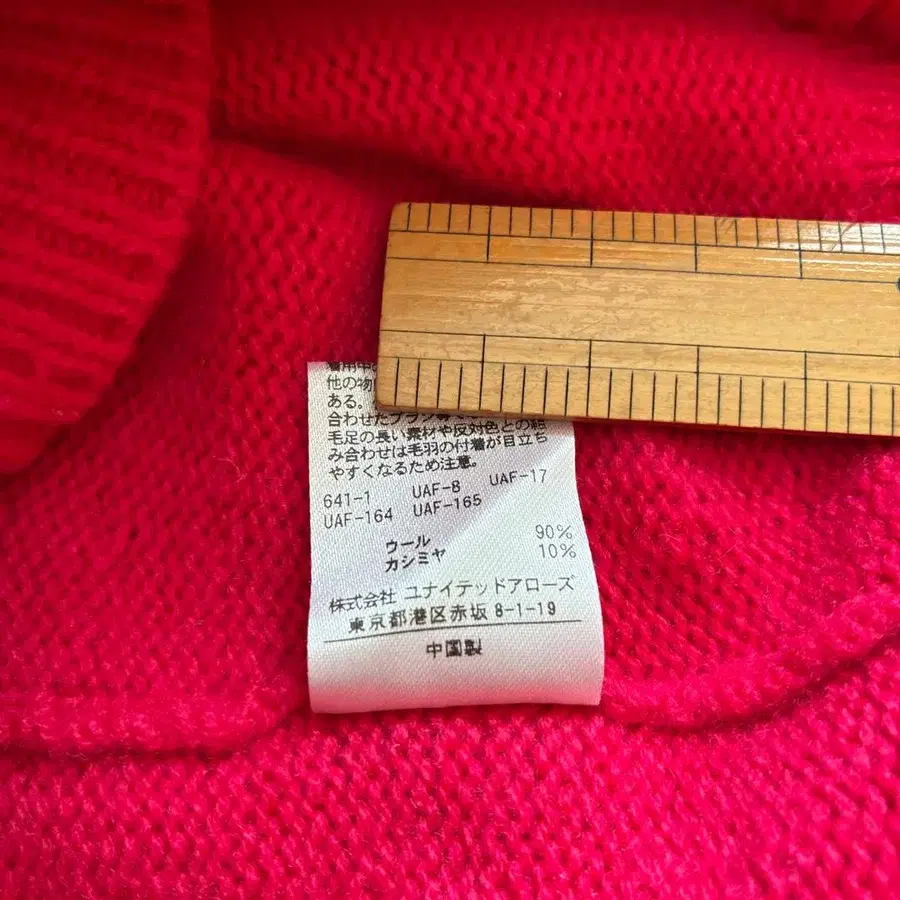 着用中
他の物
ある。
合わせたブラシ
毛足の長い素材や反対色との組
み合わせは毛羽の付着が目立ち
やすくなるため注意。
641-1 UAF-8 UAF-17
UAF-164 UAF-165
ウール 90%
カシミヤ 10%
株式会社 ユナイテッドアローズ
東京都港区赤坂 8-1-19
中国製